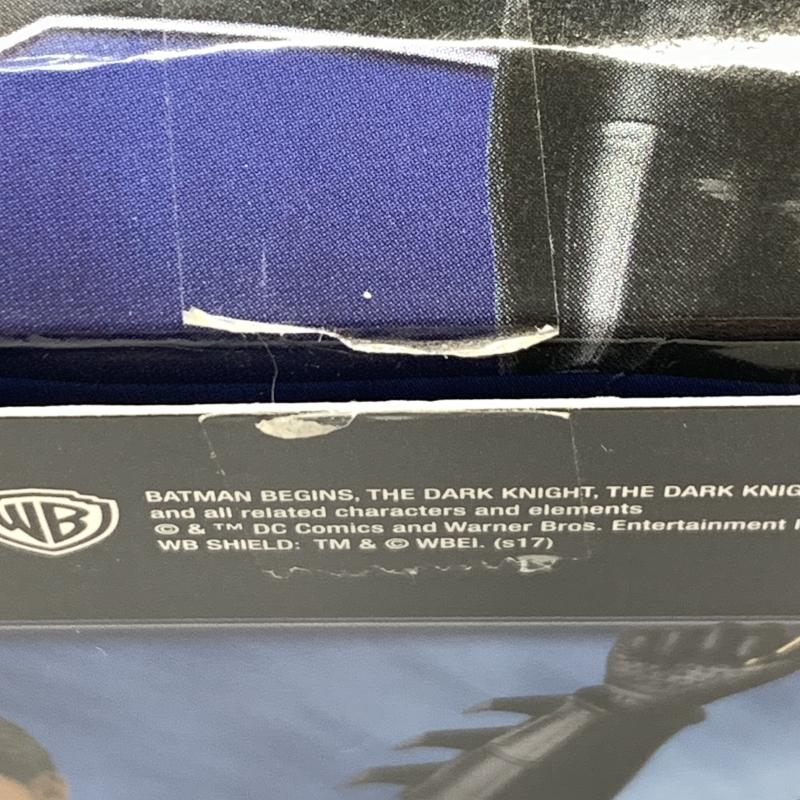 WB
BATMAN BEGINS, THE DARK KNIGHT, THE DARK KNIG
and all related characters and elements
© & ™ DC Comics and Warner Bros. Entertainment I
WB SHIELD: TM & © WBEI. (s17)